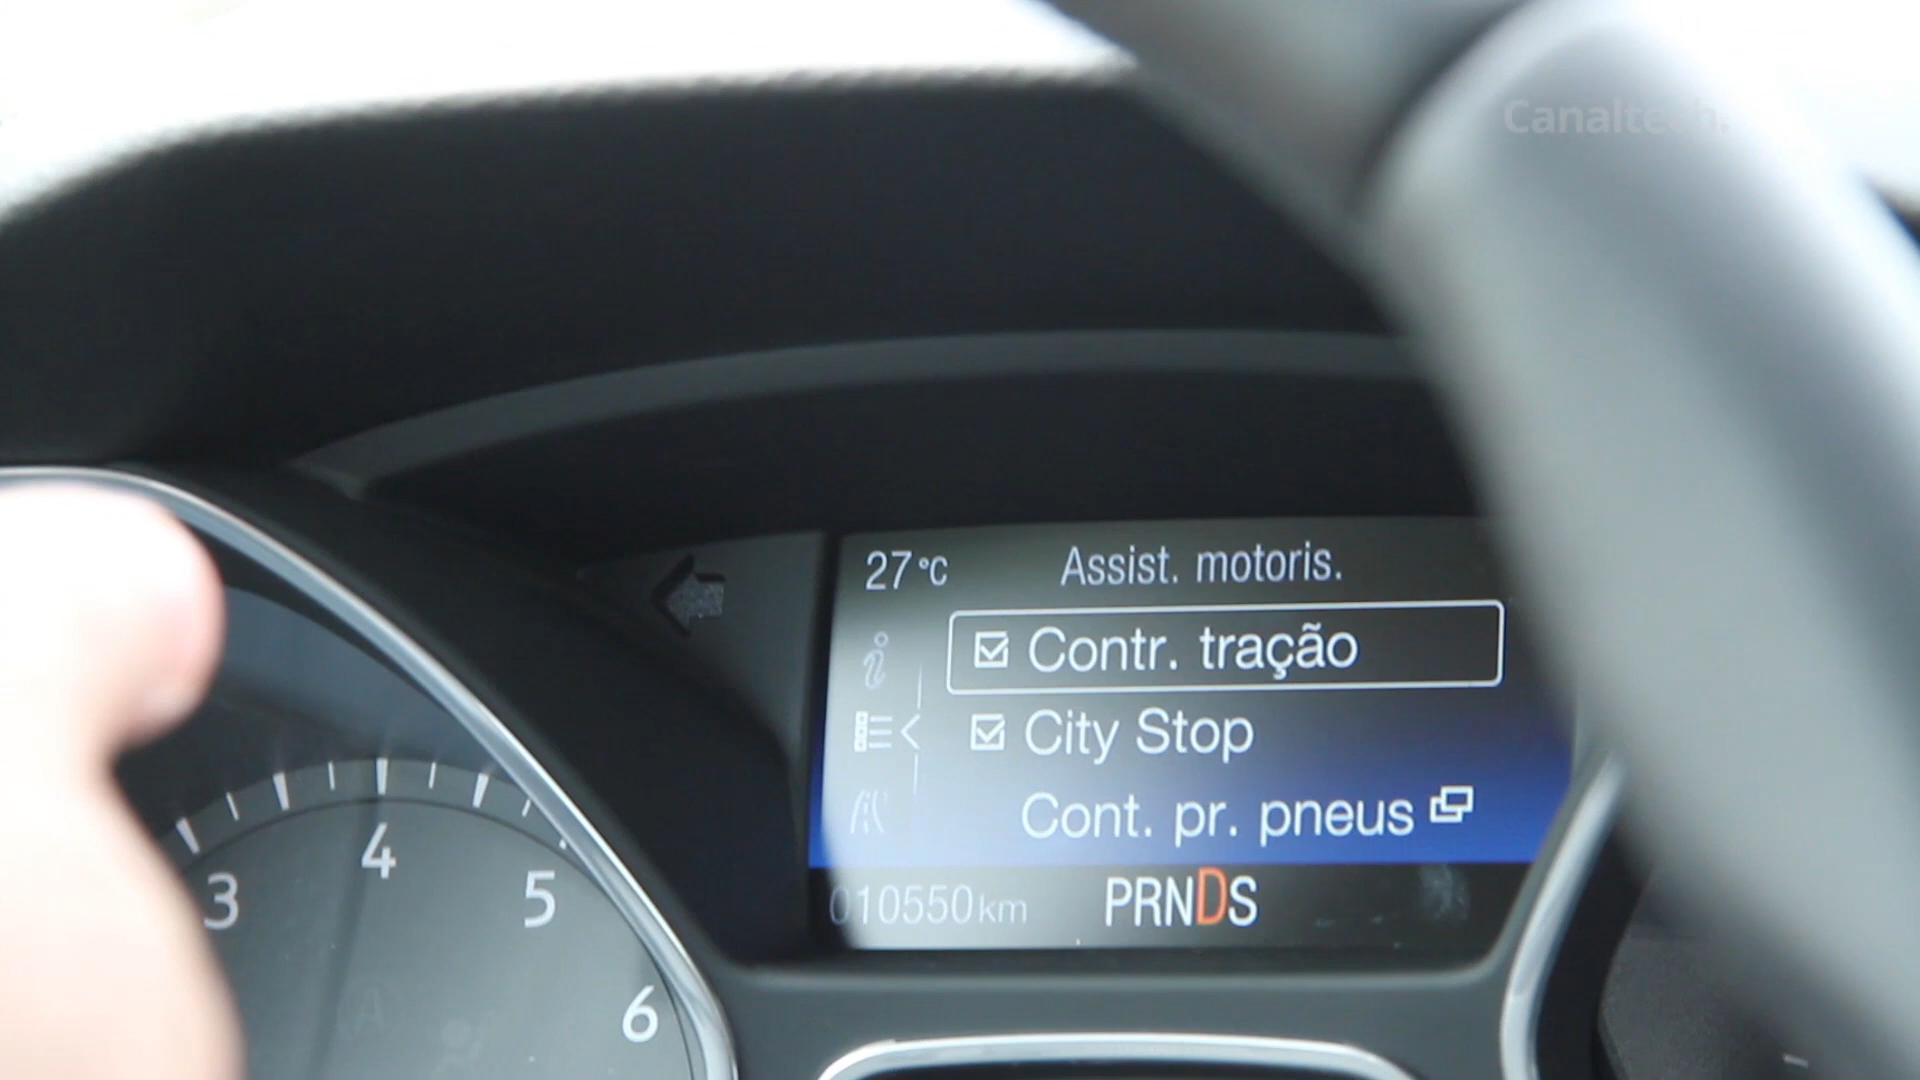 Canaltech.
27°C Assist. motoris.
Contr. tração
City Stop
Cont. pr. pneus
010550km PRNDS
3 4 5 6